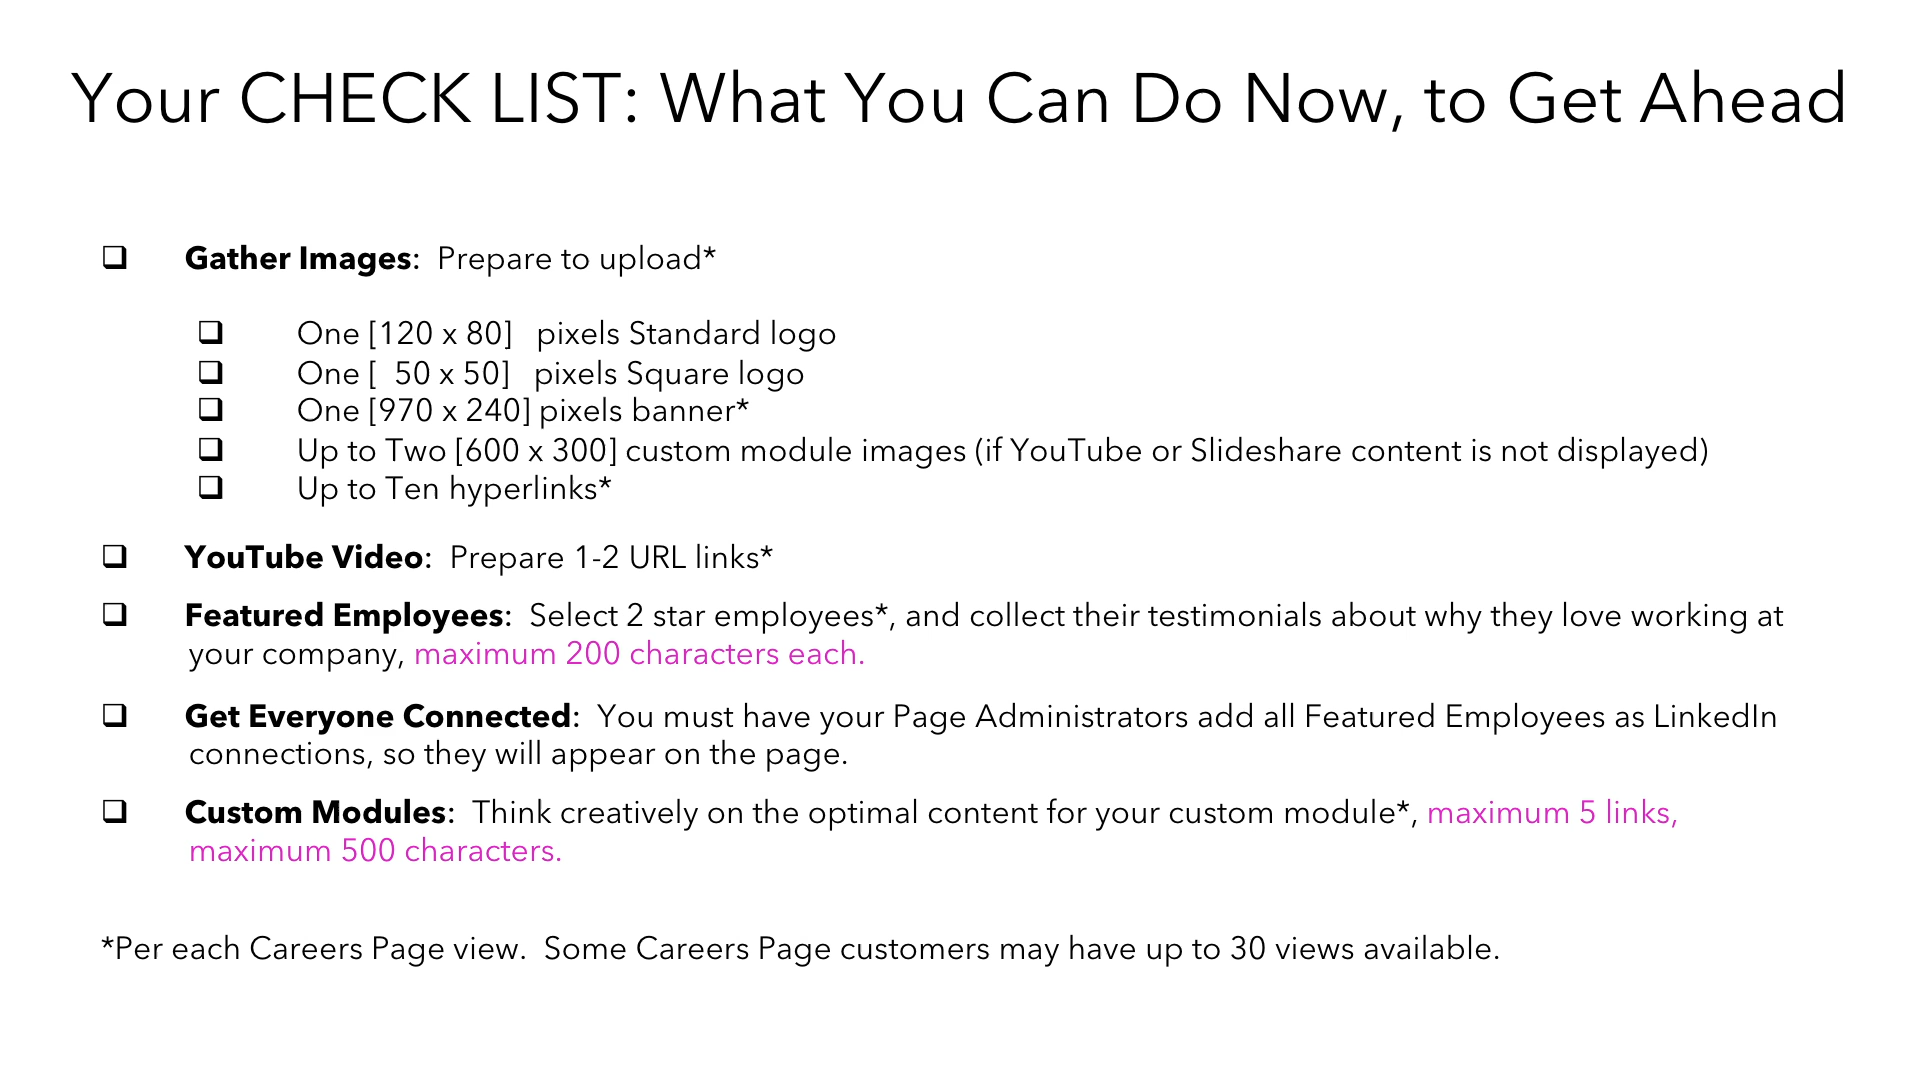 Your CHECK LIST: What You Can Do Now, to Get Ahead
❑ Gather Images: Prepare to upload*
❑ One [120 x 80] pixels Standard logo
❑ One [ 50 x 50] pixels Square logo
❑ One [970 x 240] pixels banner*
❑ Up to Two [600 x 300] custom module images (if YouTube or Slideshare content is not displayed)
❑ Up to Ten hyperlinks*
❑ YouTube Video: Prepare 1-2 URL links*
❑ Featured Employees: Select 2 star employees*, and collect their testimonials about why they love working at
your company, maximum 200 characters each.
❑ Get Everyone Connected: You must have your Page Administrators add all Featured Employees as LinkedIn
connections, so they will appear on the page.
❑ Custom Modules: Think creatively on the optimal content for your custom module*, maximum 5 links,
maximum 500 characters.
*Per each Careers Page view. Some Careers Page customers may have up to 30 views available.